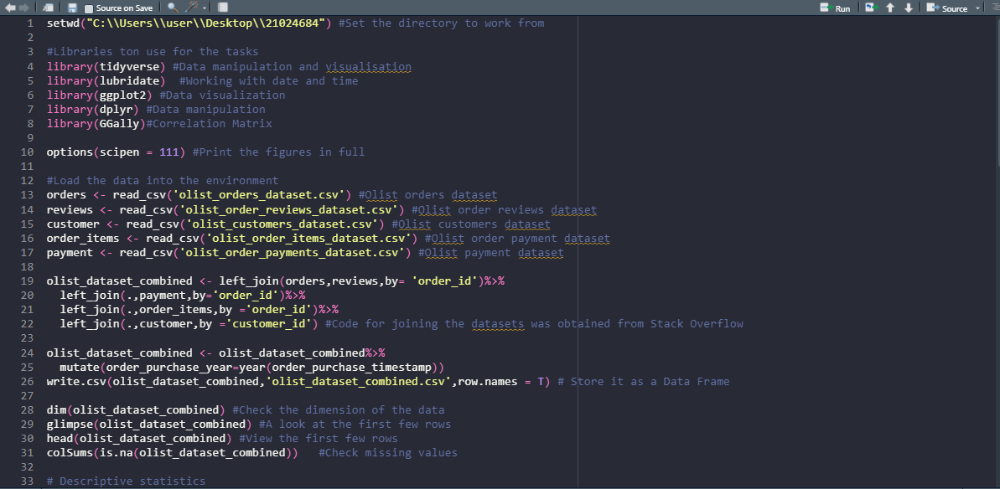 Source on Save Run Source
1 setwd("C:\\Users\\user\\Desktop\\21024684") #Set the directory to work from
2
3 #Libraries ton use for the tasks
4 library(tidyverse) #Data manipulation and visualisation
5 library(lubridate)  #Working with date and time
6 library(ggplot2) #Data visualization
7 library(dplyr) #Data manipulation
8 library(GGally)#Correlation Matrix
9
10 options(scipen = 111) #Print the figures in full
11
12 #Load the data into the environment
13 orders <- read_csv('olist_orders_dataset.csv') #Olist orders dataset
14 reviews <- read_csv('olist_order_reviews_dataset.csv') #Olist order reviews dataset
15 customer <- read_csv('olist_customers_dataset.csv') #Olist customers dataset
16 order_items <- read_csv('olist_order_items_dataset.csv') #Olist order payment dataset
17 payment <- read_csv('olist_order_payments_dataset.csv') #Olist payment dataset
18
19 olist_dataset_combined <- left_join(orders,reviews,by= 'order_id')%>%
20   left_join(.,payment,by='order_id')%>%
21   left_join(.,order_items,by ='order_id')%>%
22   left_join(.,customer,by ='customer_id') #Code for joining the datasets was obtained from Stack Overflow
23
24 olist_dataset_combined <- olist_dataset_combined%>%
25   mutate(order_purchase_year=year(order_purchase_timestamp))
26 write.csv(olist_dataset_combined,'olist_dataset_combined.csv',row.names = T) # Store it as a Data Frame
27
28 dim(olist_dataset_combined) #Check the dimension of the data
29 glimpse(olist_dataset_combined) #A look at the first few rows
30 head(olist_dataset_combined) #View the first few rows
31 colSums(is.na(olist_dataset_combined))   #Check missing values
32
33 # Descriptive statistics